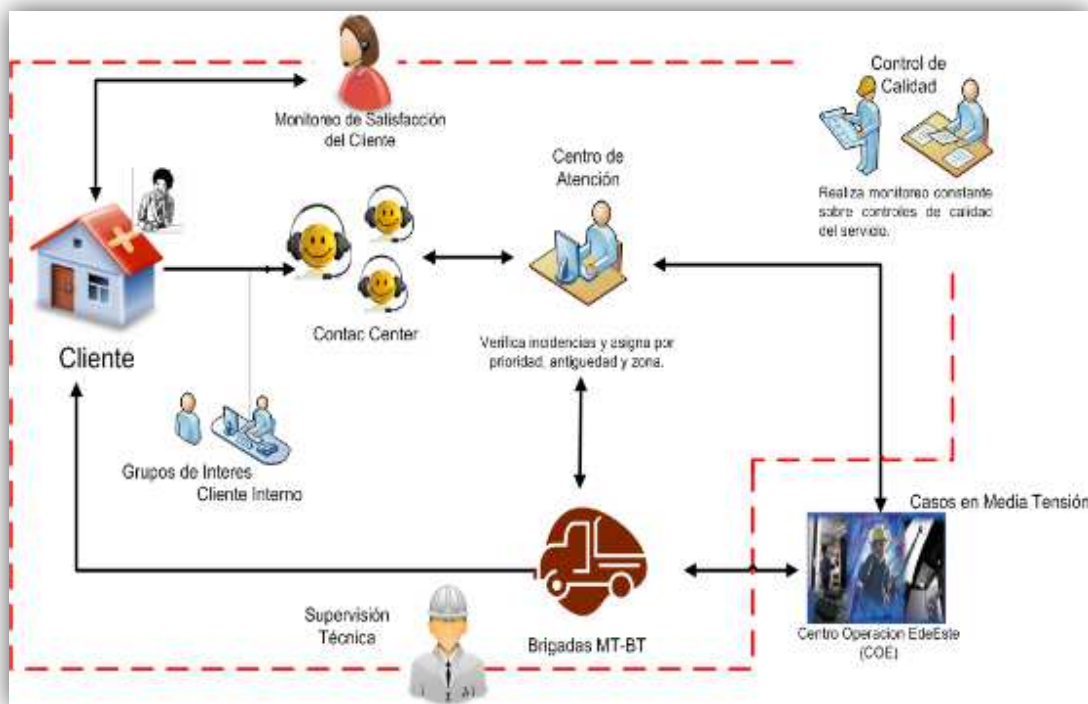 Control de
Calidad
Realiza monitoreo constante
sobre controles de calidad
del servicio.
Monitoreo de Satisfacción
del Cliente
Centro de
Atención
Contac Center
Verifica incidencias y asigna por
prioridad, antiguedad y zona.
Cliente
Grupos de Interes
Cliente Interno
Casos en Media Tensión
Supervisión
Técnica
Brigadas MT-BT
Centro Operacion EdeEste
(COE)